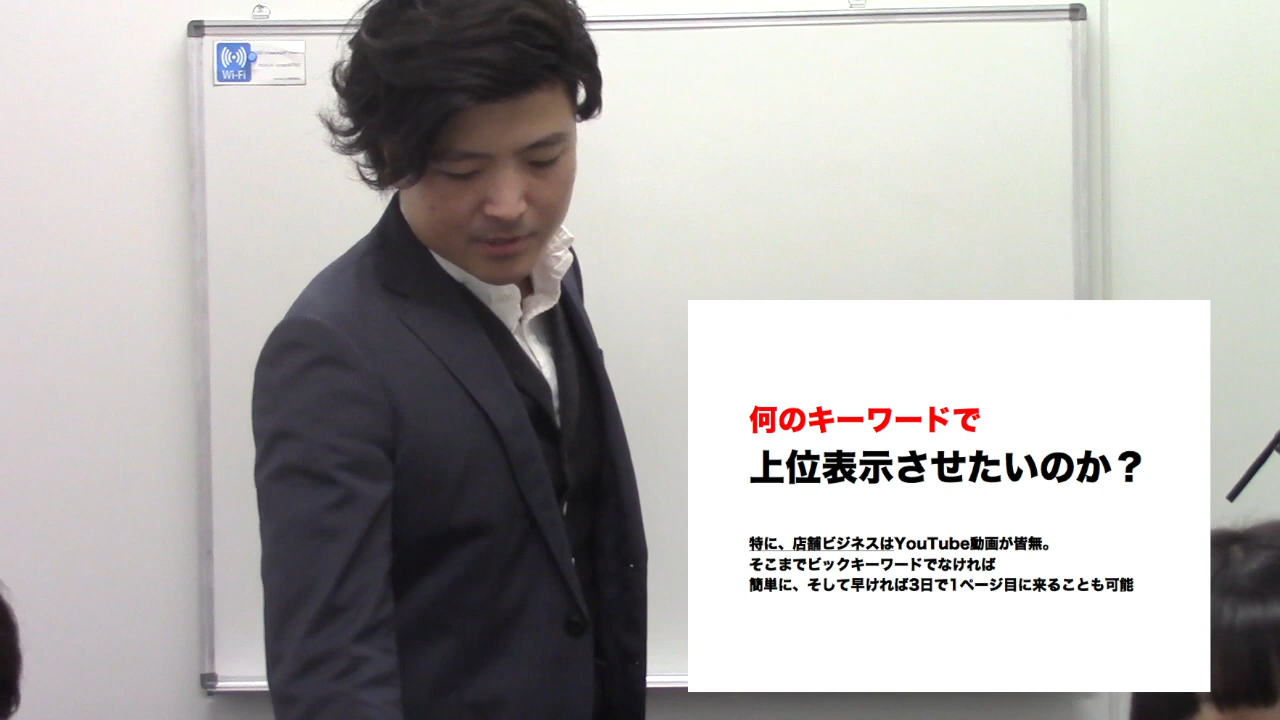 Wi-Fi
何のキーワードで
上位表示させたいのか？
特に、店舗ビジネスはYouTube動画が皆無。
そこまでビックキーワードでなければ
簡単に、そして早ければ3日で1ページ目に来ることも可能